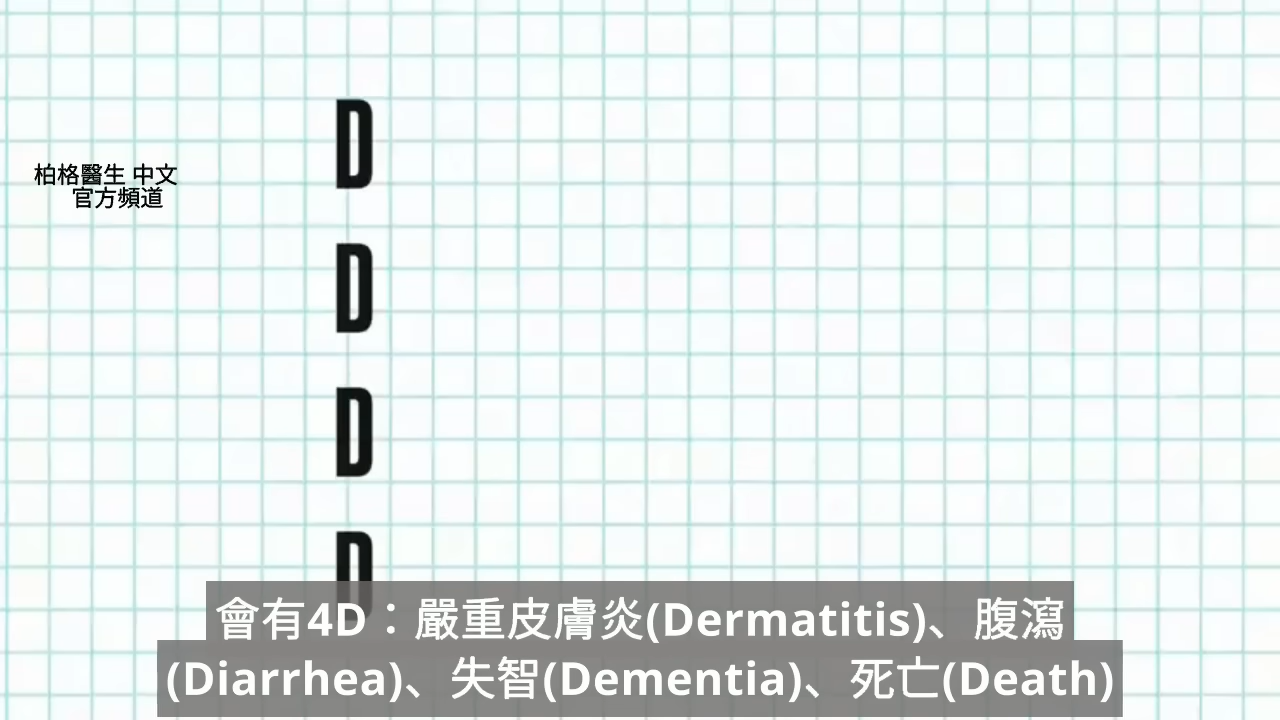 柏格醫生 中文
官方頻道
D
D
D
D
會有4D：嚴重皮膚炎(Dermatitis)、腹瀉
(Diarrhea)、失智(Dementia)、死亡(Death)